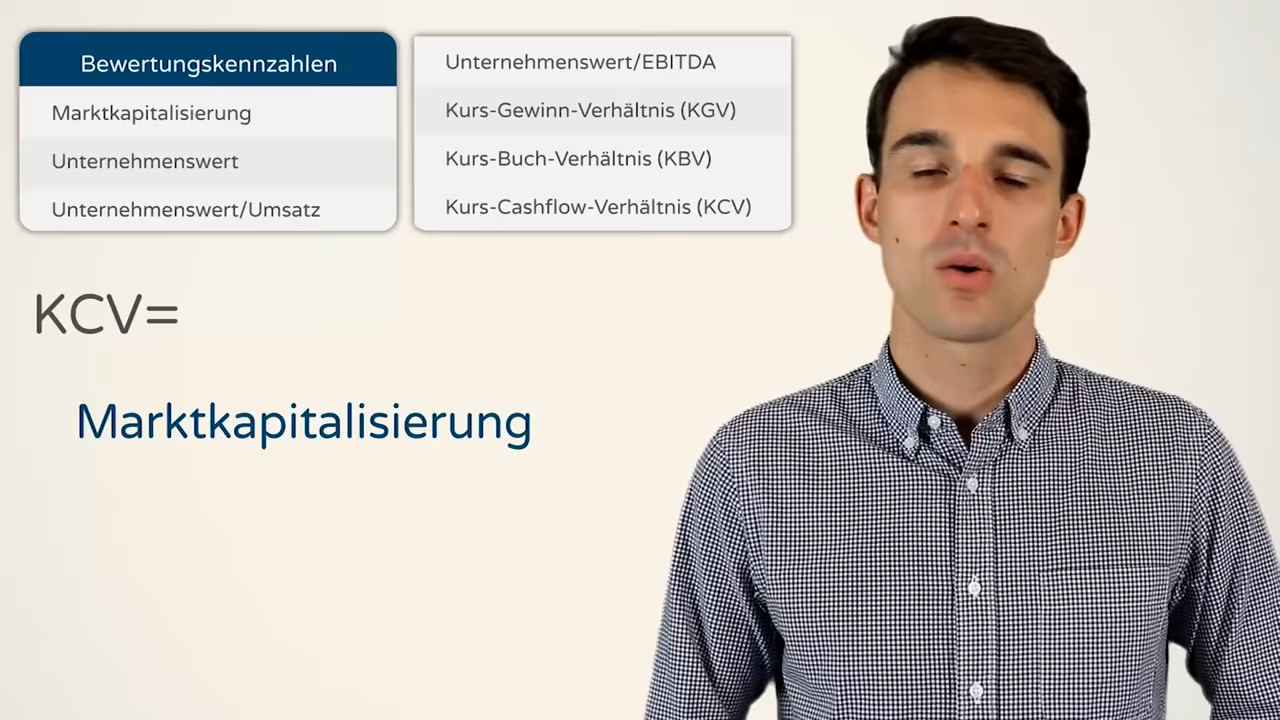 Bewertungskennzahlen
Marktkapitalisierung
Unternehmenswert
Unternehmenswert/Umsatz
Unternehmenswert/EBITDA
Kurs-Gewinn-Verhältnis (KGV)
Kurs-Buch-Verhältnis (KBV)
Kurs-Cashflow-Verhältnis (KCV)
KCV=
Marktkapitalisierung